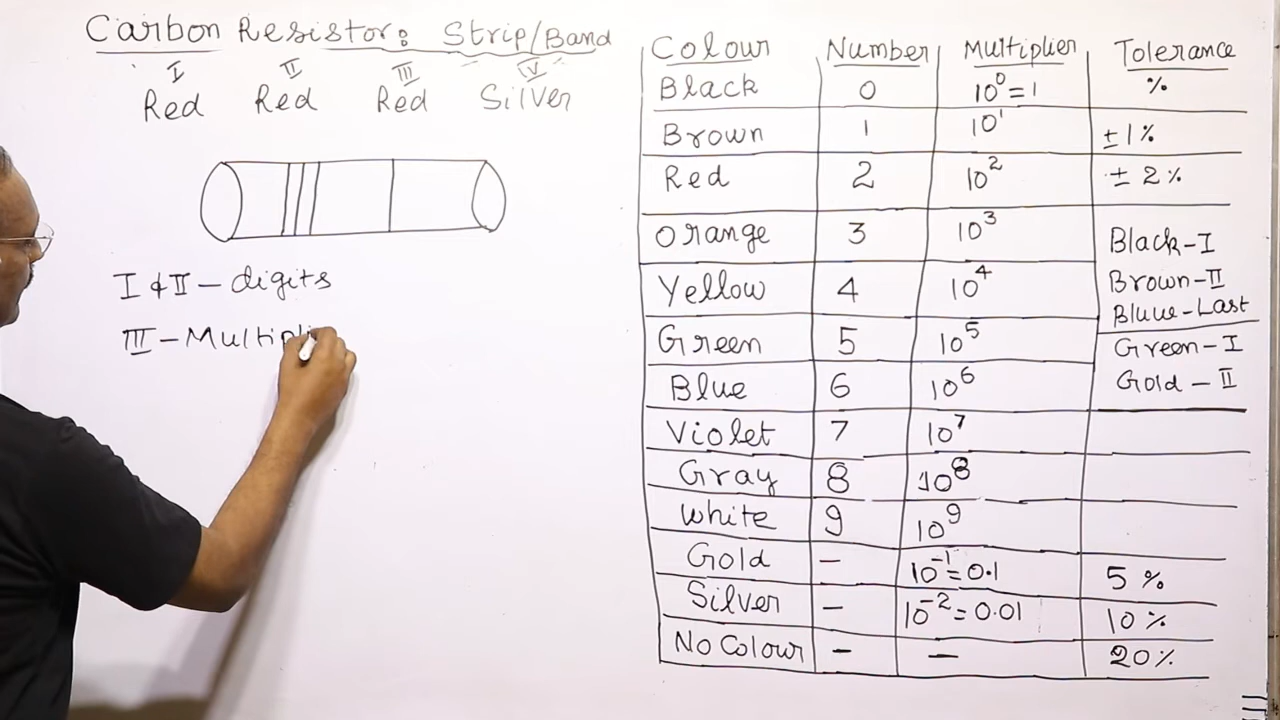 Carbon Resistor: Strip/Band
I II III V
Red Red Red Silver
I & II - digits
III - Multipli
Colour Number Multiplier Tolerance
Black 0 10⁰=1 %
Brown 1 10¹ ±1%
Red 2 10² ± 2%
Orange 3 10³ Black-I
Yellow 4 10⁴ Brown-II
Bluue-Last
Green 5 10⁵ Green-I
Blue 6 10⁶ Gold - II
Violet 7 10⁷
Gray 8 10⁸
White 9 10⁹
Gold - 10⁻¹=0.1 5 %
Silver - 10⁻²=0.01 10 %
No Colour - - 20%